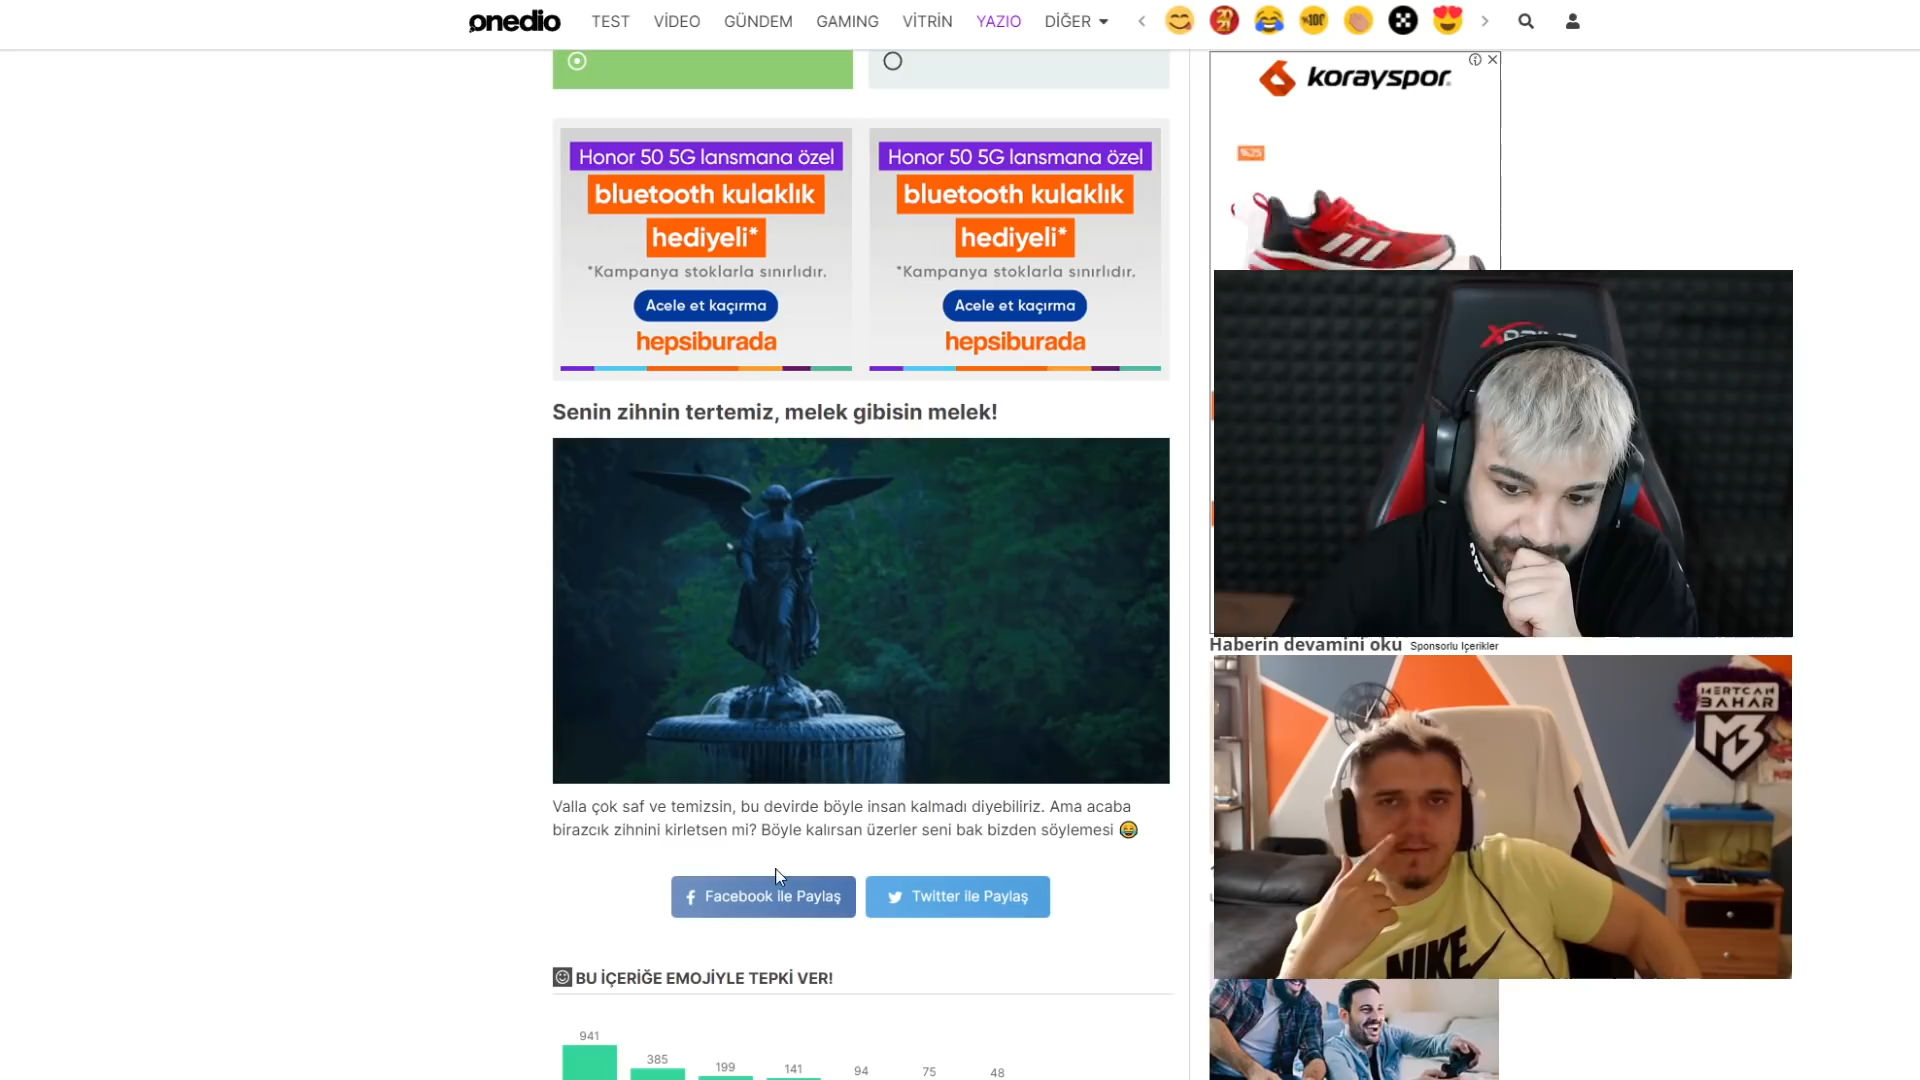 onedio TEST VİDEO GÜNDEM GAMING VİTRİN YAZIO DİĞER
korayspor.
%25
Honor 50 5G lansmana özel
bluetooth kulaklık
hediyeli*
*Kampanya stoklarla sınırlıdır.
Acele et kaçırma
hepsiburada
Honor 50 5G lansmana özel
bluetooth kulaklık
hediyeli*
*Kampanya stoklarla sınırlıdır.
Acele et kaçırma
hepsiburada
Senin zihnin tertemiz, melek gibisin melek!
Valla çok saf ve temizsin, bu devirde böyle insan kalmadı diyebiliriz. Ama acaba
birazcık zihnini kirletsen mi? Böyle kalırsan üzerler seni bak bizden söylemesi 😂
Facebook ile Paylaş
Twitter ile Paylaş
BU İÇERİĞE EMOJİYLE TEPKİ VER!
941
385
199
141
94
75
48
Haberin devamini oku Sponsorlu İçerikler
MERTCAN
BAHAR
NIKE